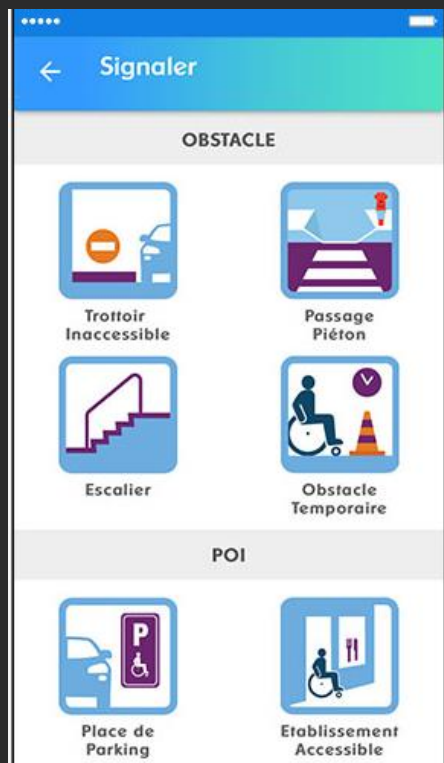 Signaler
OBSTACLE
Trottoir
Inaccessible
Passage
Piéton
Escalier
Obstacle
Temporaire
POI
P
Place de
Parking
Etablissement
Accessible